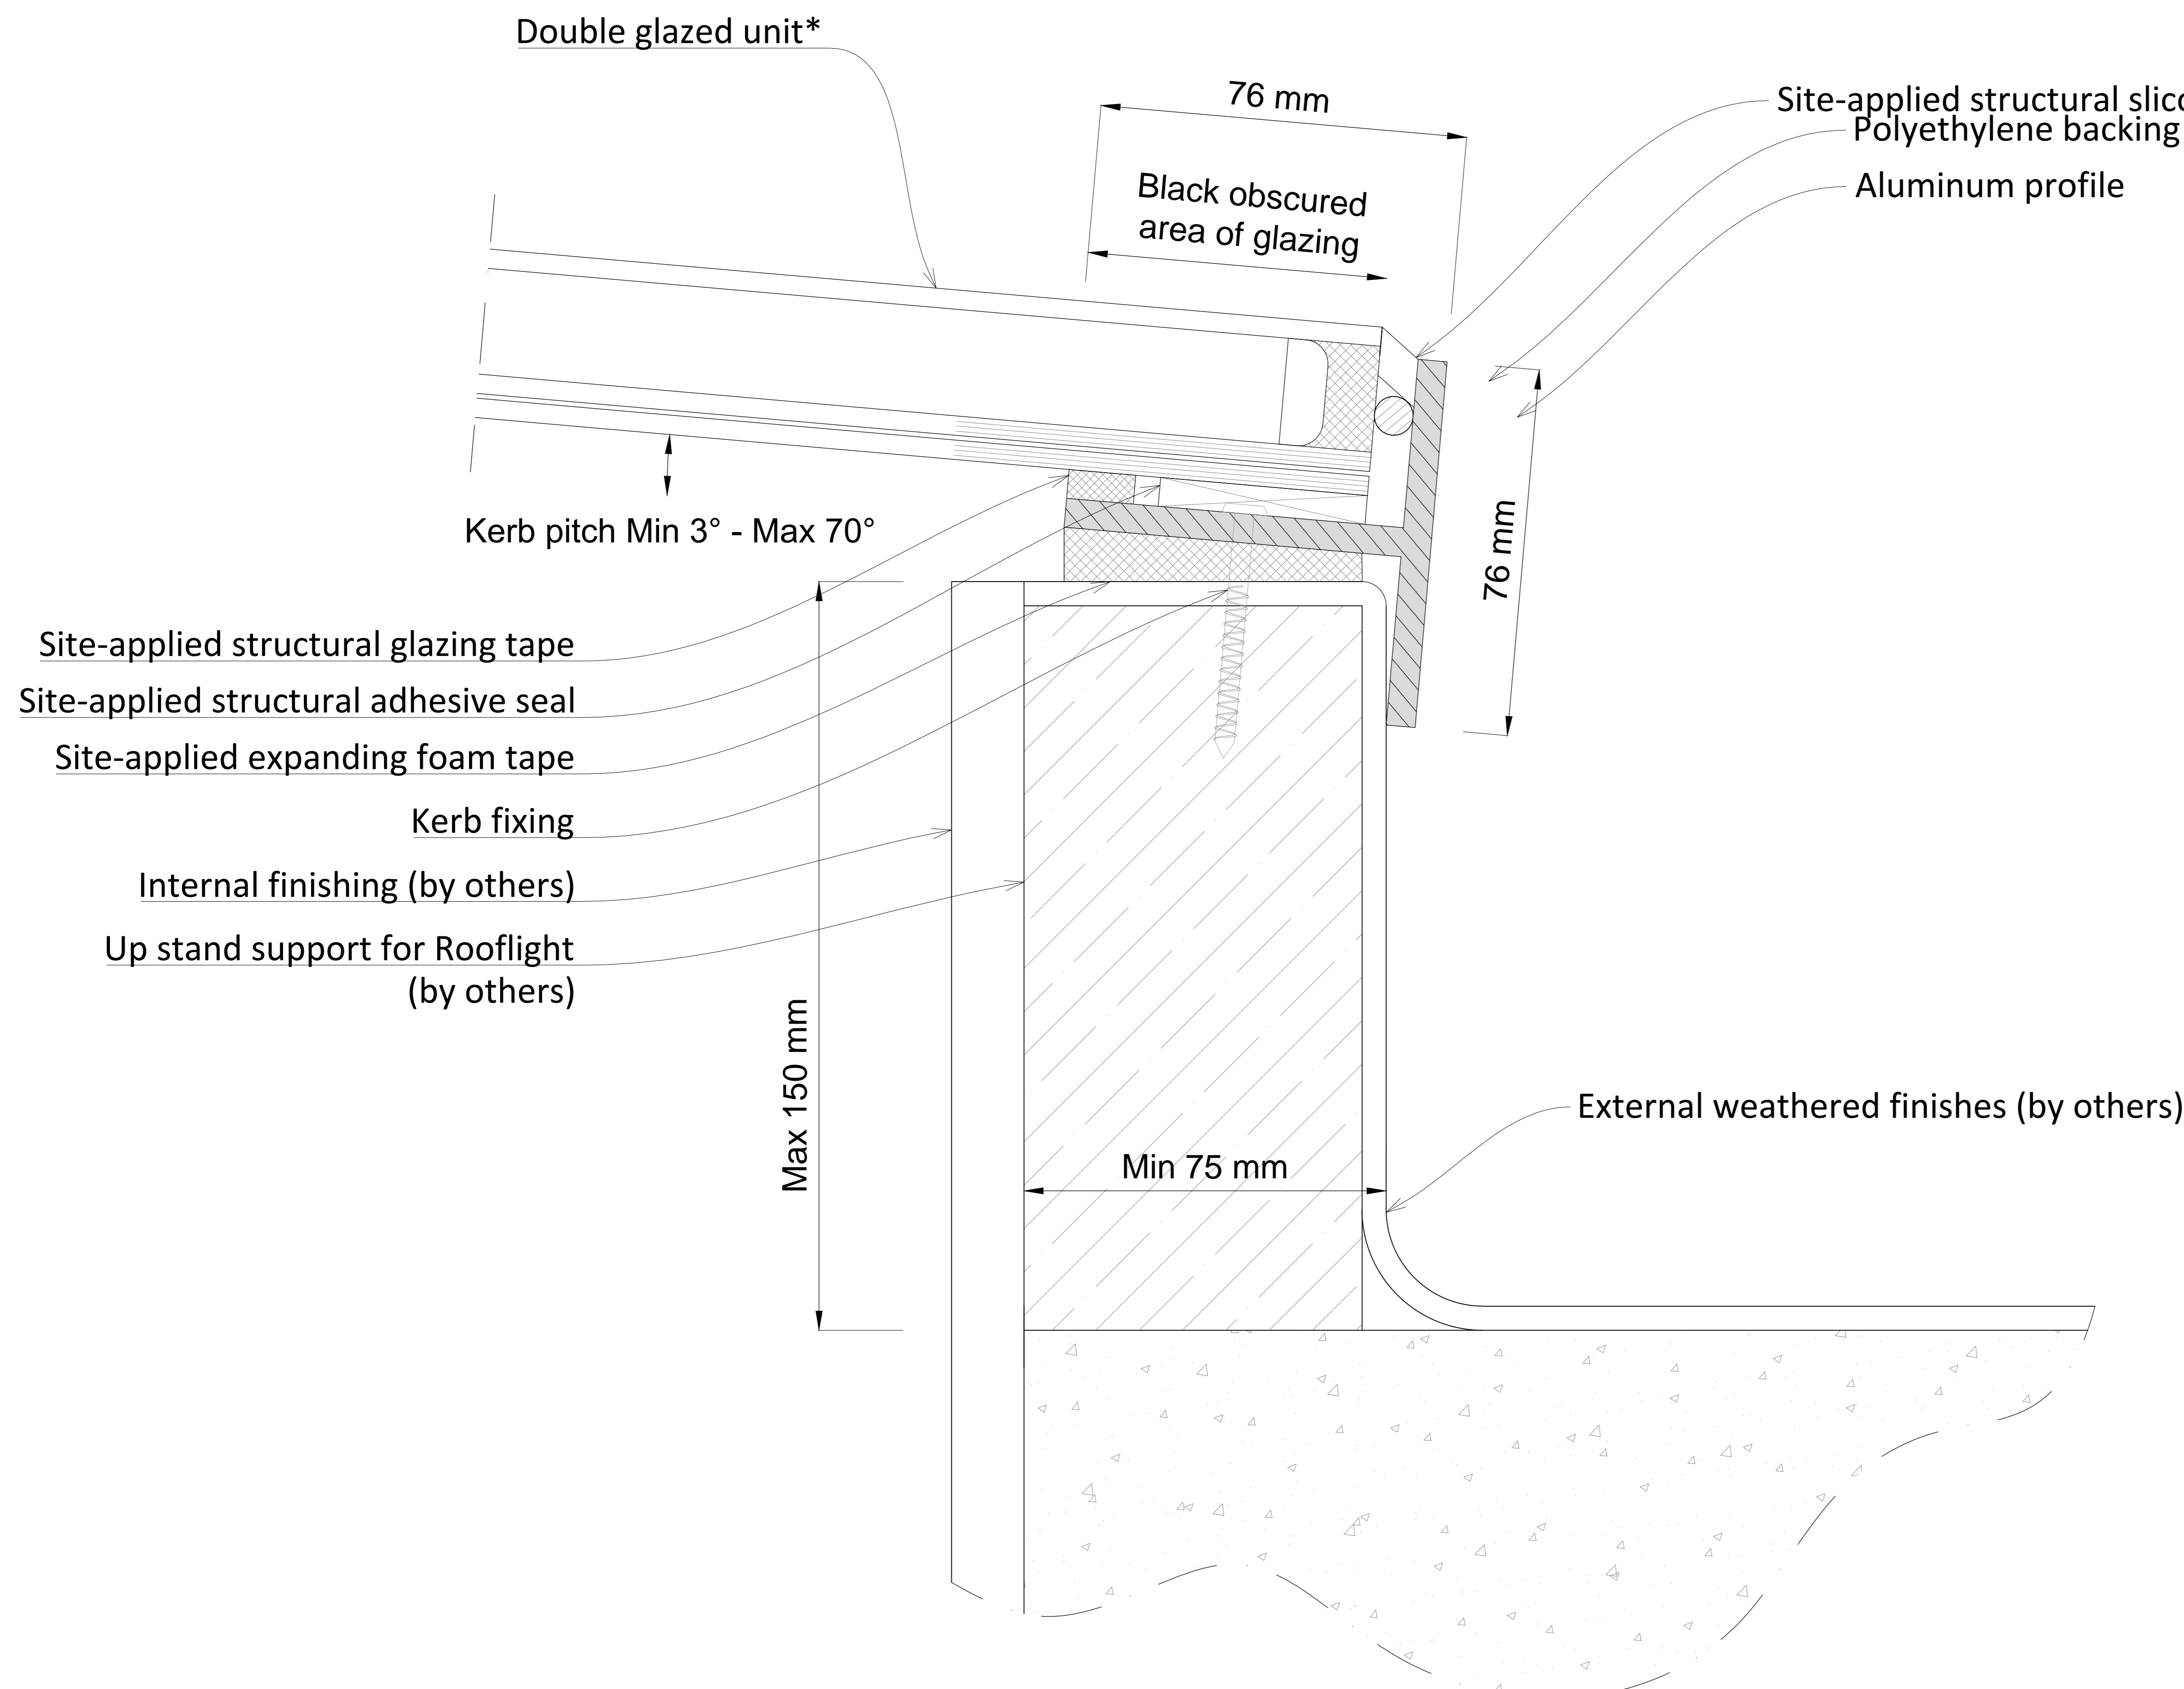 Double glazed unit*
76 mm
Site-applied structural slico
Polyethylene backing
Aluminum profile
Black obscured
area of glazing
76 mm
Kerb pitch Min 3° - Max 70°
Site-applied structural glazing tape
Site-applied structural adhesive seal
Site-applied expanding foam tape
Kerb fixing
Internal finishing (by others)
Up stand support for Rooflight
(by others)
Max 150 mm
External weathered finishes (by others)
Min 75 mm